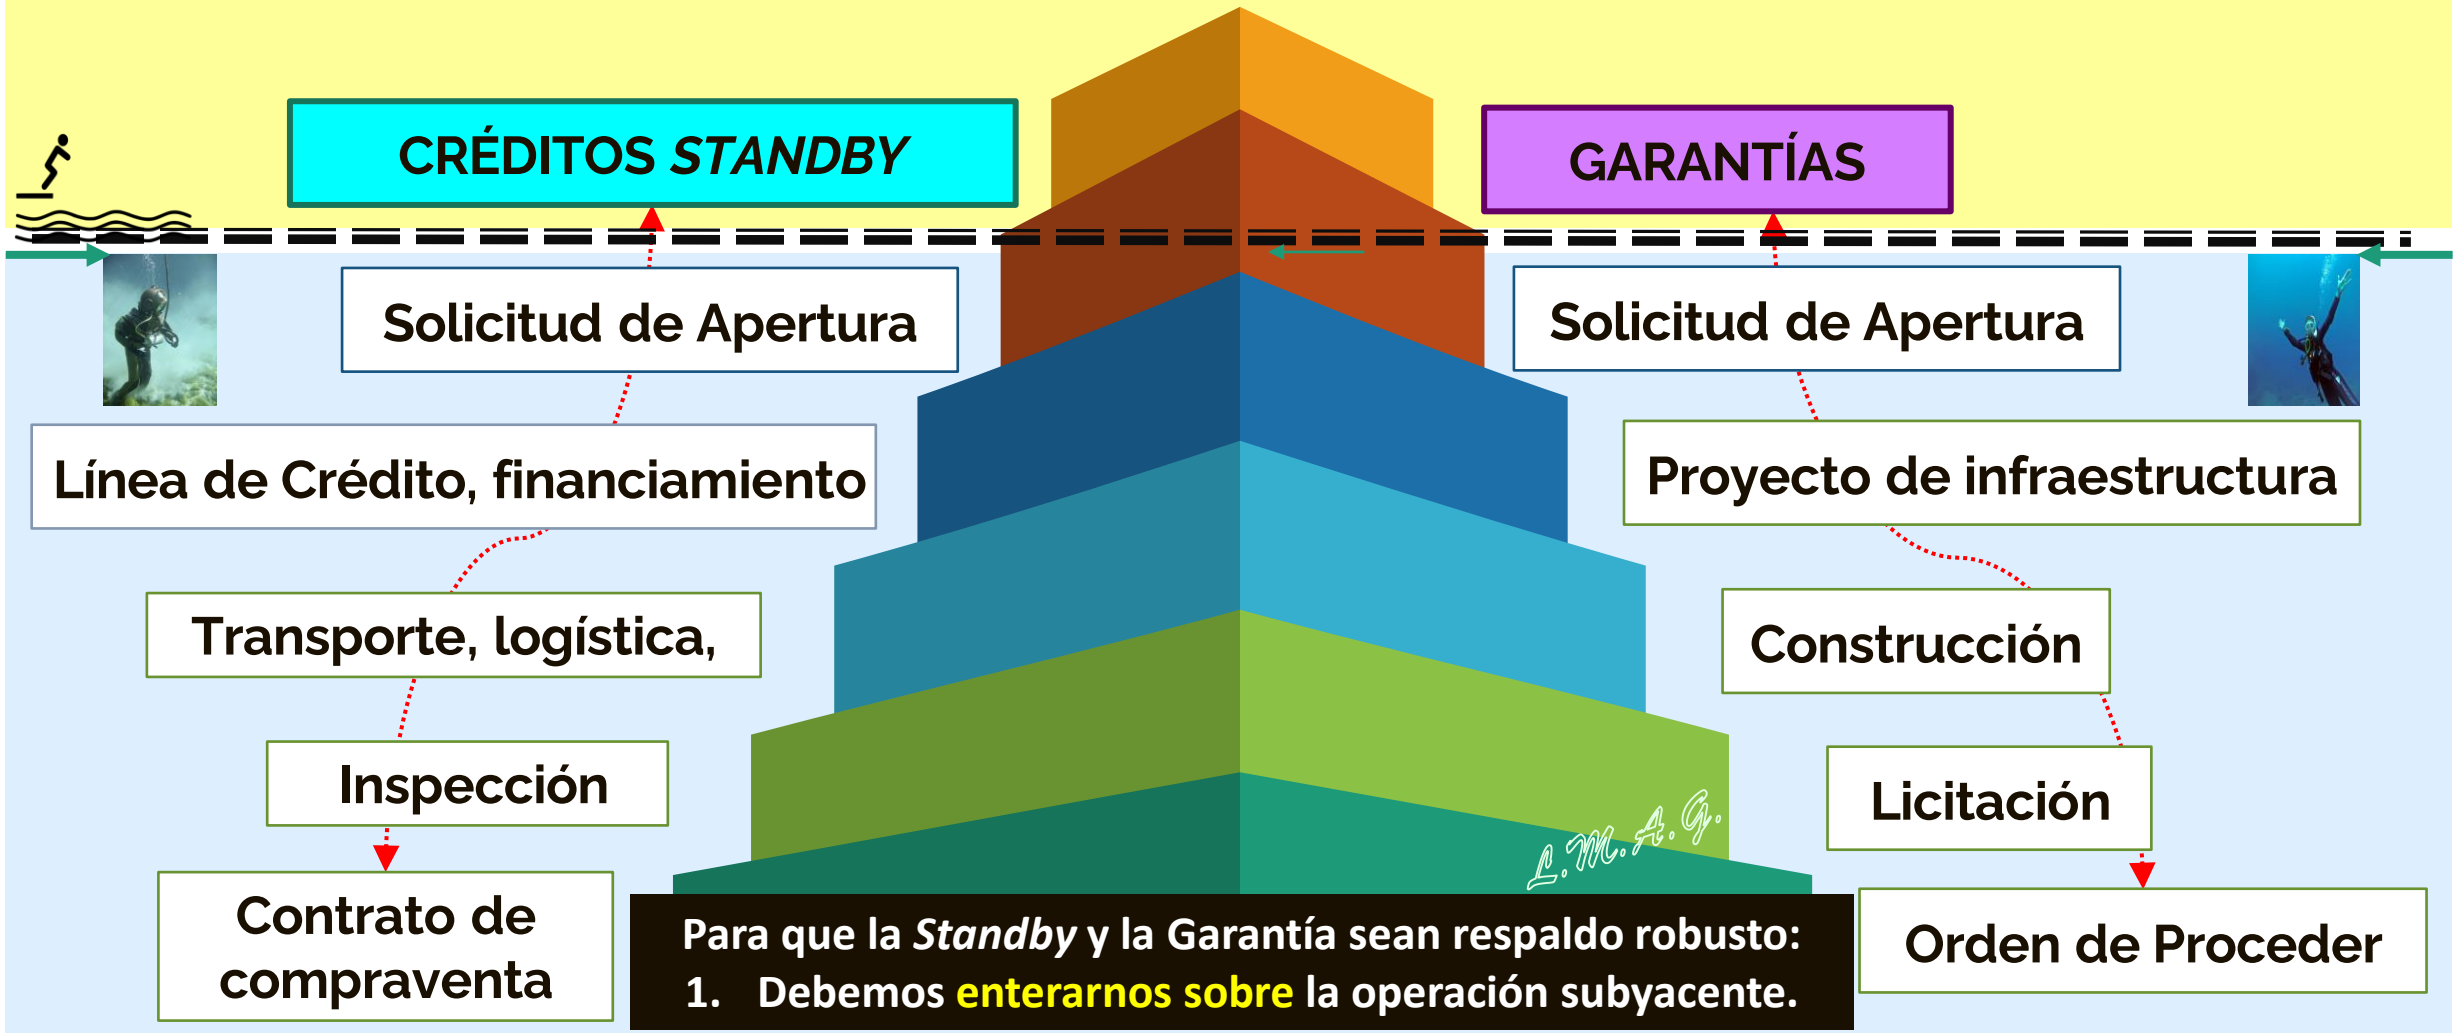 CRÉDITOS STANDBY
GARANTÍAS
Solicitud de Apertura
Solicitud de Apertura
Línea de Crédito, financiamiento
Proyecto de infraestructura
Transporte, logística,
Construcción
Inspección
Licitación
L.M.A.G.
Contrato de
compraventa
Orden de Proceder
Para que la Standby y la Garantía sean respaldo robusto:
1. Debemos enterarnos sobre la operación subyacente.